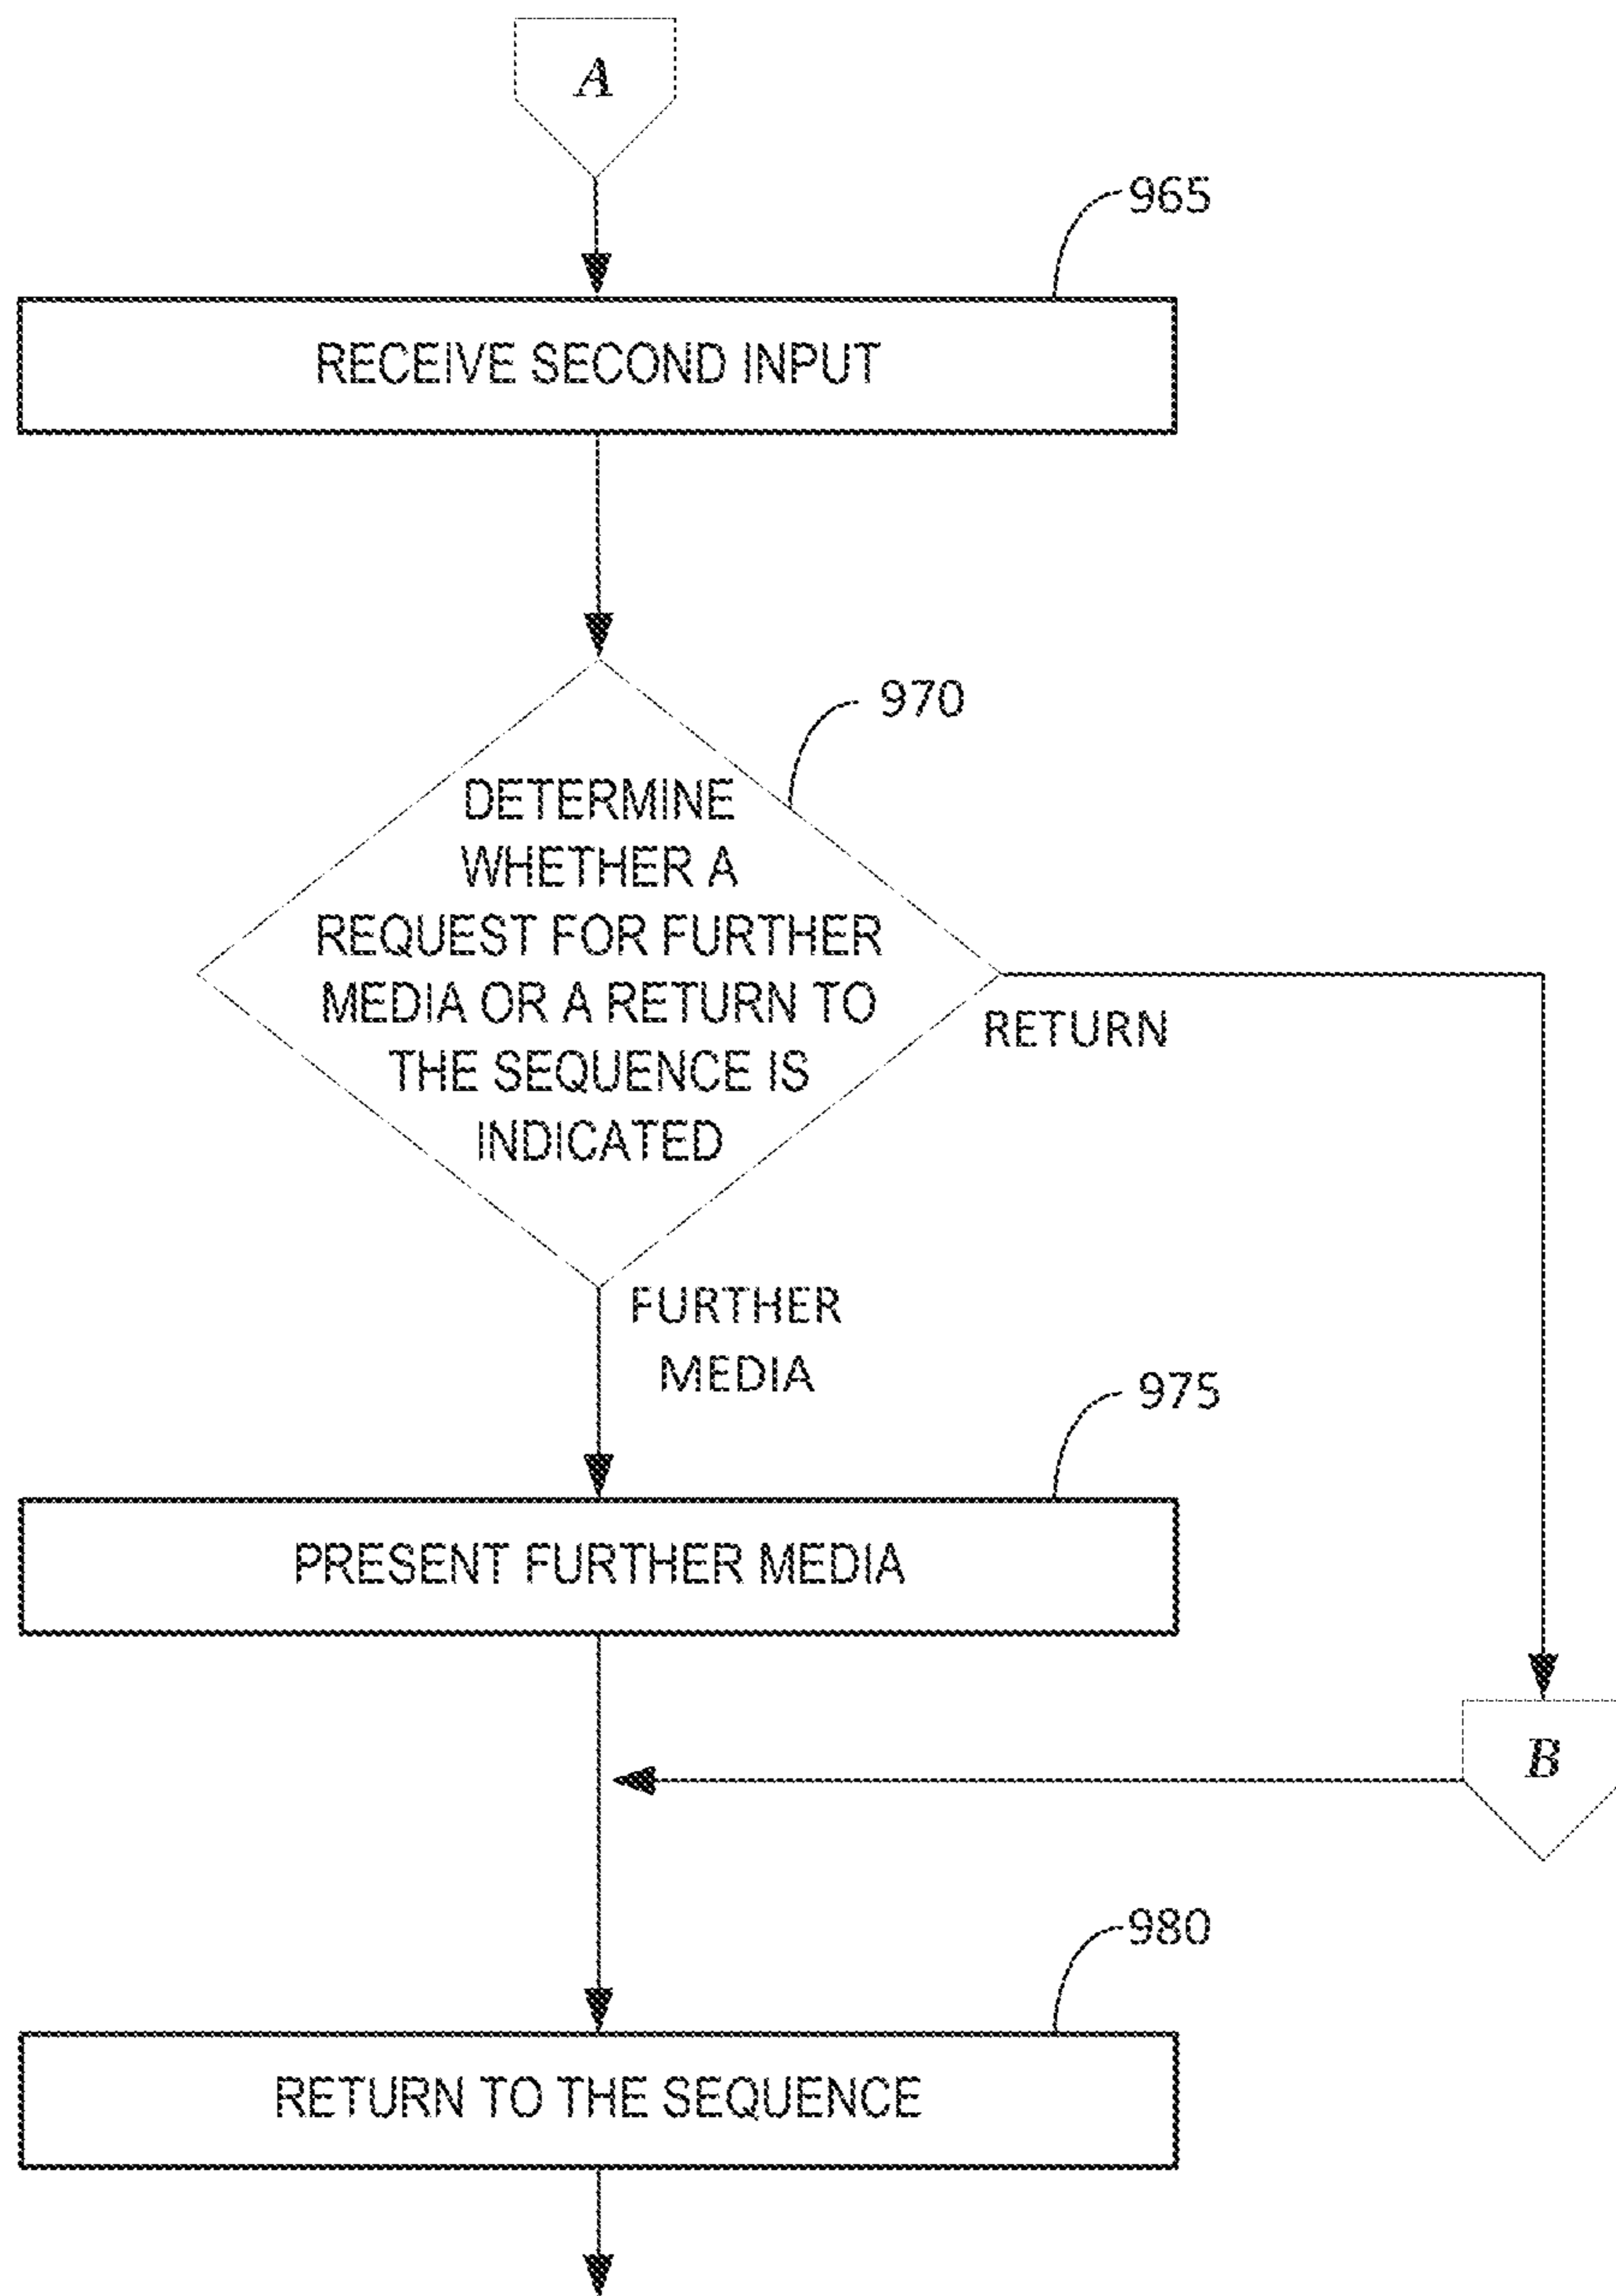 A
965
RECEIVE SECOND INPUT
970
DETERMINE
WHETHER A
REQUEST FOR FURTHER
MEDIA OR A RETURN TO
THE SEQUENCE IS
INDICATED
RETURN
FURTHER
MEDIA
975
PRESENT FURTHER MEDIA
B
980
RETURN TO THE SEQUENCE